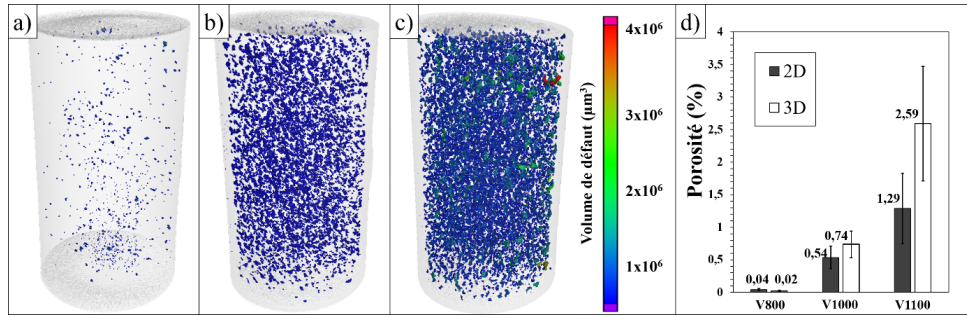 a)
b)
c)
Volume de défaut (μm³)
4x10⁶
3x10⁶
2x10⁶
1x10⁶
d)
Porosité (%)
4
3,5
3
2,5
2
1,5
1
0,5
0
2D
3D
0,04
0,02
0,54
0,74
1,29
2,59
V800
V1000
V1100